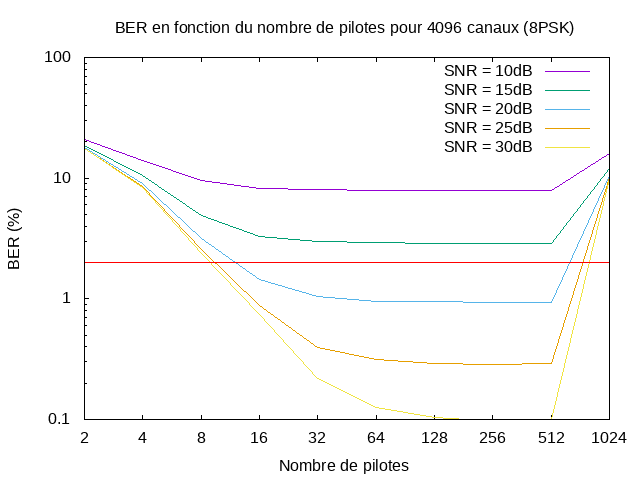 BER en fonction du nombre de pilotes pour 4096 canaux (8PSK)
100
10
1
0.1
BER (%)
SNR = 10dB
SNR = 15dB
SNR = 20dB
SNR = 25dB
SNR = 30dB
2 4 8 16 32 64 128 256 512 1024
Nombre de pilotes